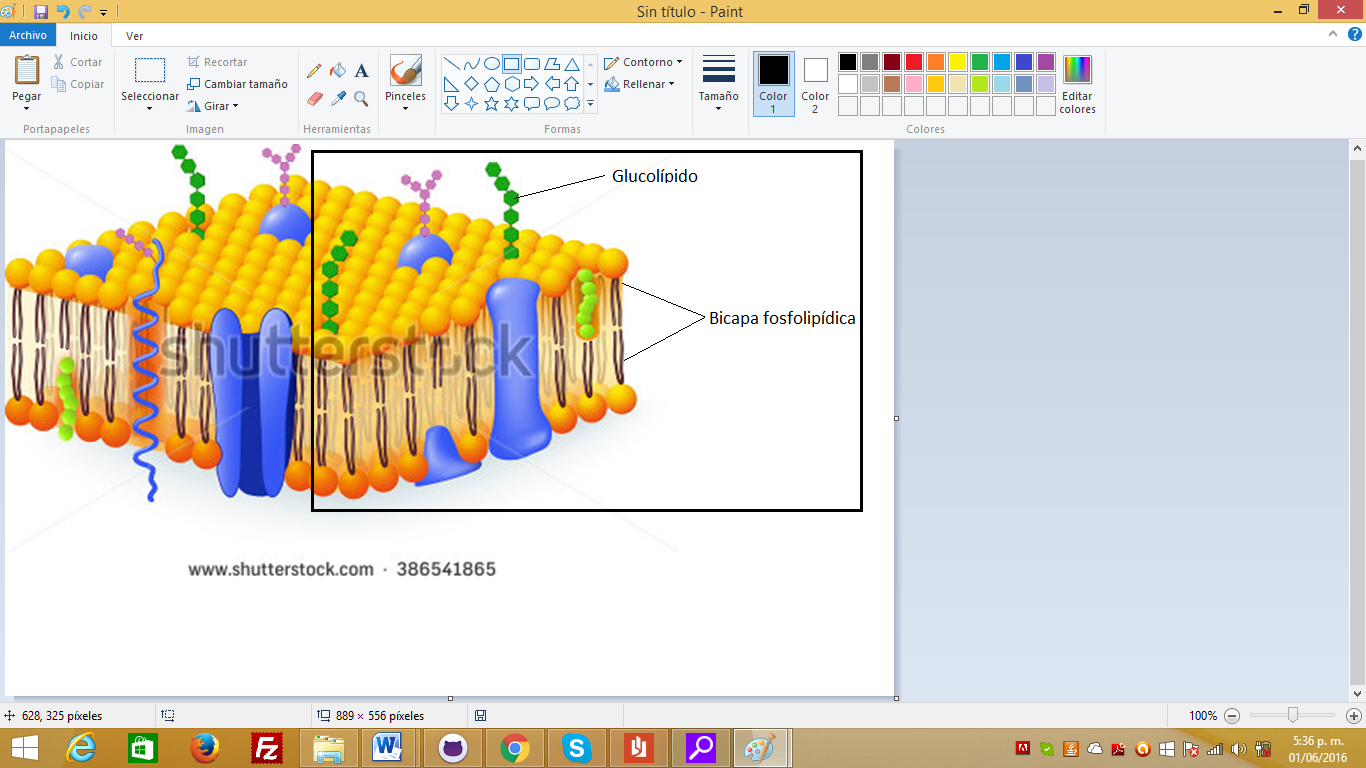 Sin título - Paint
Archivo
Inicio
Ver
Pegar
Cortar
Copiar
Portapapeles
Seleccionar
Recortar
Cambiar tamaño
Girar
Imagen
A
Herramientas
Pinceles
Contorno
Rellenar
Formas
Tamaño
Color
1
Color
2
Editar
colores
Colores
Glucolípido
Bicapa fosfolipídica
shutterstock
www.shutterstock.com · 386541865
628, 325 píxeles
889 × 556 píxeles
100%
Fz
W
S
5:36 p. m.
01/06/2016